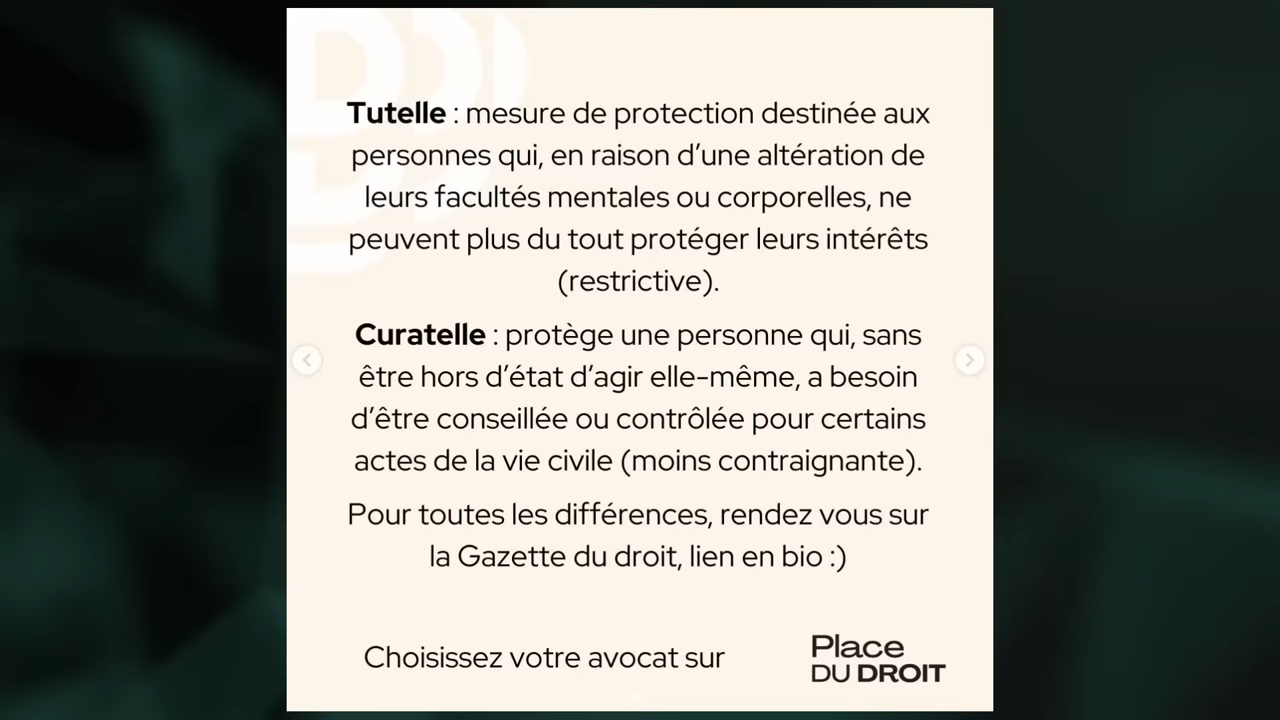 Tutelle : mesure de protection destinée aux
personnes qui, en raison d’une altération de
leurs facultés mentales ou corporelles, ne
peuvent plus du tout protéger leurs intérêts
(restrictive).
Curatelle : protège une personne qui, sans
être hors d’état d’agir elle-même, a besoin
d’être conseillée ou contrôlée pour certains
actes de la vie civile (moins contraignante).
Pour toutes les différences, rendez vous sur
la Gazette du droit, lien en bio :)
Choisissez votre avocat sur
Place
DU DROIT